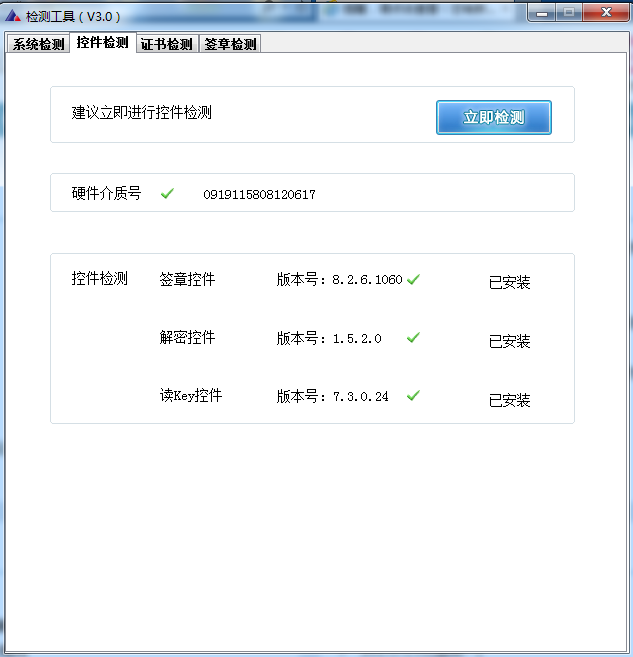 检测工具（V3.0）
系统检测 控件检测 证书检测 签章检测
建议立即进行控件检测 立即检测
硬件介质号 0919115808120617
控件检测 签章控件 版本号：8.2.6.1060 已安装
解密控件 版本号：1.5.2.0 已安装
读Key控件 版本号：7.3.0.24 已安装